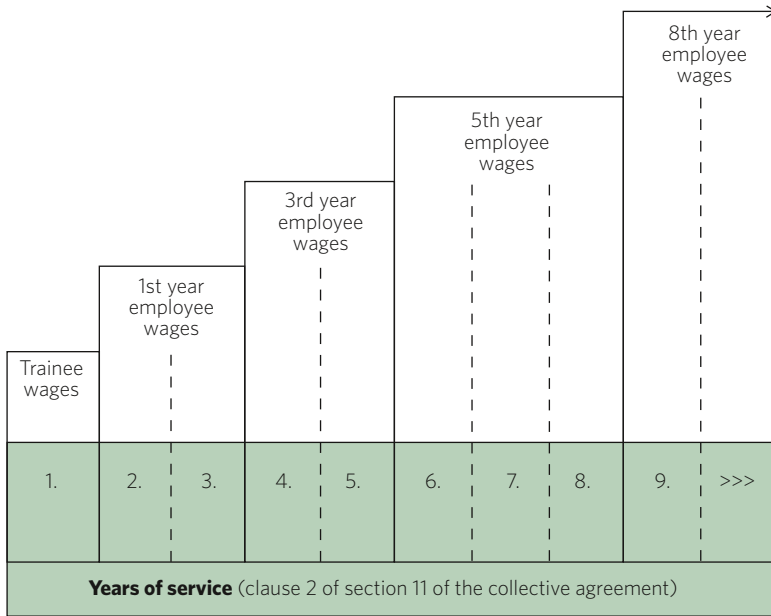 8th year
employee
wages
5th year
employee
wages
3rd year
employee
wages
1st year
employee
wages
Trainee
wages
1. 2. 3. 4. 5. 6. 7. 8. 9. >>>
Years of service (clause 2 of section 11 of the collective agreement)